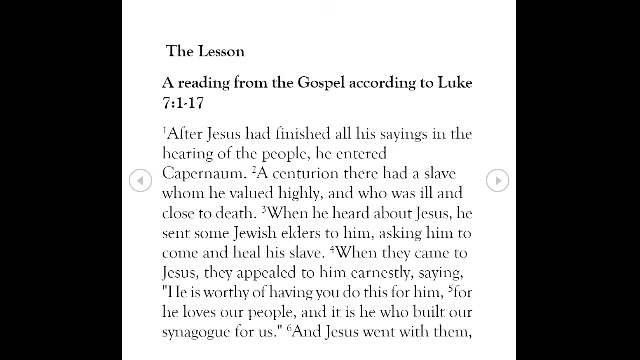 The Lesson
A reading from the Gospel according to Luke
7:1-17
¹After Jesus had finished all his sayings in the
hearing of the people, he entered
Capernaum. ²A centurion there had a slave
whom he valued highly, and who was ill and
close to death. ³When he heard about Jesus, he
sent some Jewish elders to him, asking him to
come and heal his slave. ⁴When they came to
Jesus, they appealed to him earnestly, saying,
"He is worthy of having you do this for him, ⁵for
he loves our people, and it is he who built our
synagogue for us." ⁶And Jesus went with them,